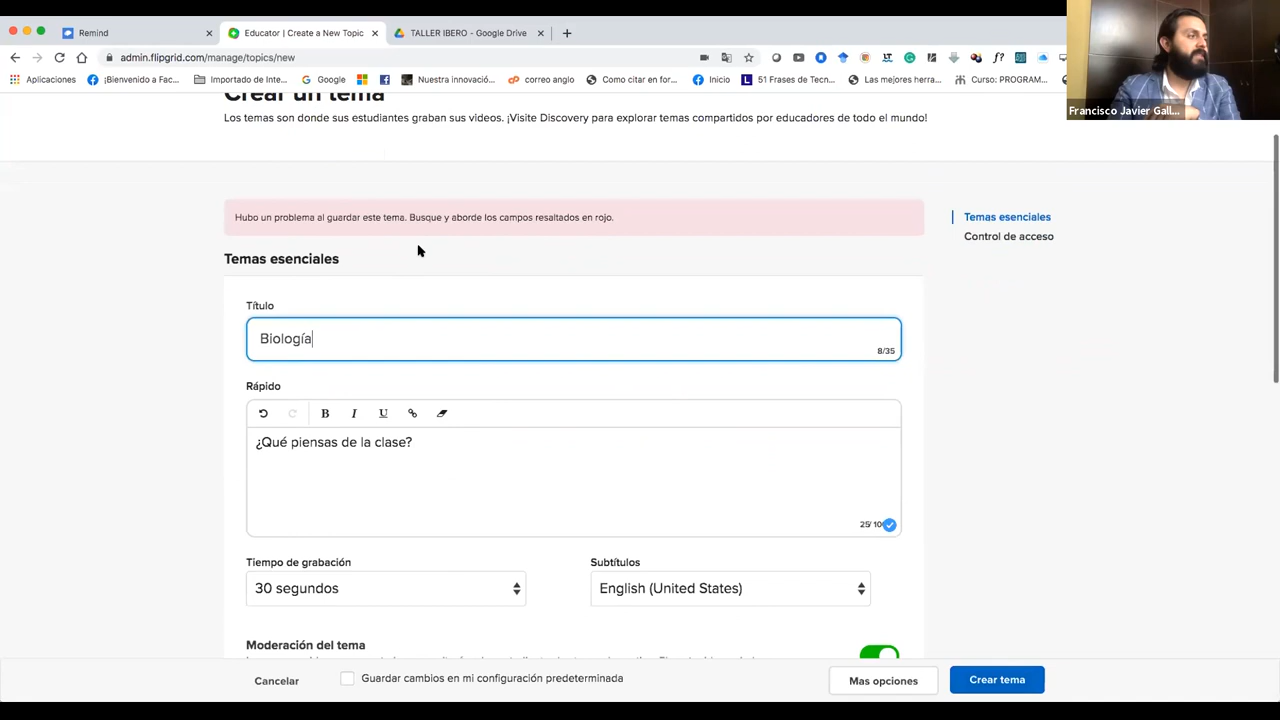 Remind
Educator | Create a New Topic
TALLER IBERO - Google Drive
admin.flipgrid.com/manage/topics/new
Aplicaciones
¡Bienvenido a Fac...
Importado de Inte...
Google
Nuestra innovació...
correo anglo
Como citar en for...
Inicio
51 Frases de Tecn...
Las mejores herra...
Curso: PROGRAM...
Francisco Javier Gall...
Crear un tema
Los temas son donde sus estudiantes graban sus videos. ¡Visite Discovery para explorar temas compartidos por educadores de todo el mundo!
Hubo un problema al guardar este tema. Busque y aborde los campos resaltados en rojo.
Temas esenciales
Control de acceso
Temas esenciales
Título
Biología
8/35
Rápido
B I U
¿Qué piensas de la clase?
25/10
Tiempo de grabación
Subtítulos
30 segundos
English (United States)
Moderación del tema
Cancelar
Guardar cambios en mi configuración predeterminada
Mas opciones
Crear tema